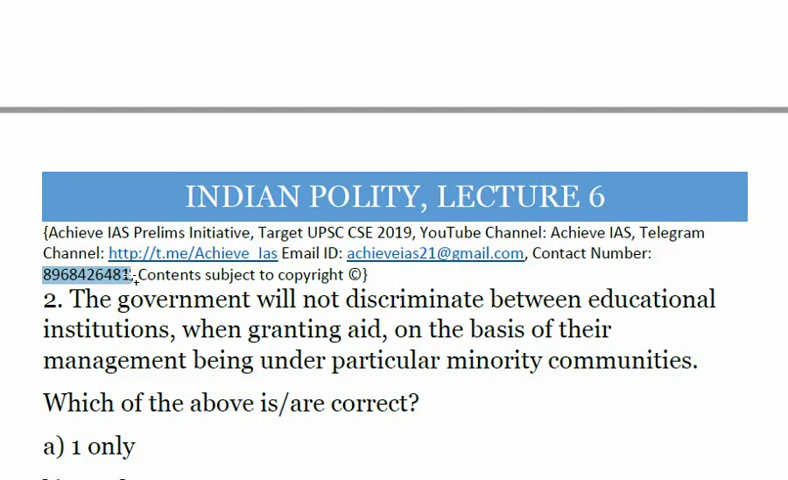 INDIAN POLITY, LECTURE 6
{Achieve IAS Prelims Initiative, Target UPSC CSE 2019, YouTube Channel: Achieve IAS, Telegram
Channel: http://t.me/Achieve_Ias Email ID: achieveias21@gmail.com, Contact Number:
8968426481, Contents subject to copyright ©}
2. The government will not discriminate between educational
institutions, when granting aid, on the basis of their
management being under particular minority communities.
Which of the above is/are correct?
a) 1 only